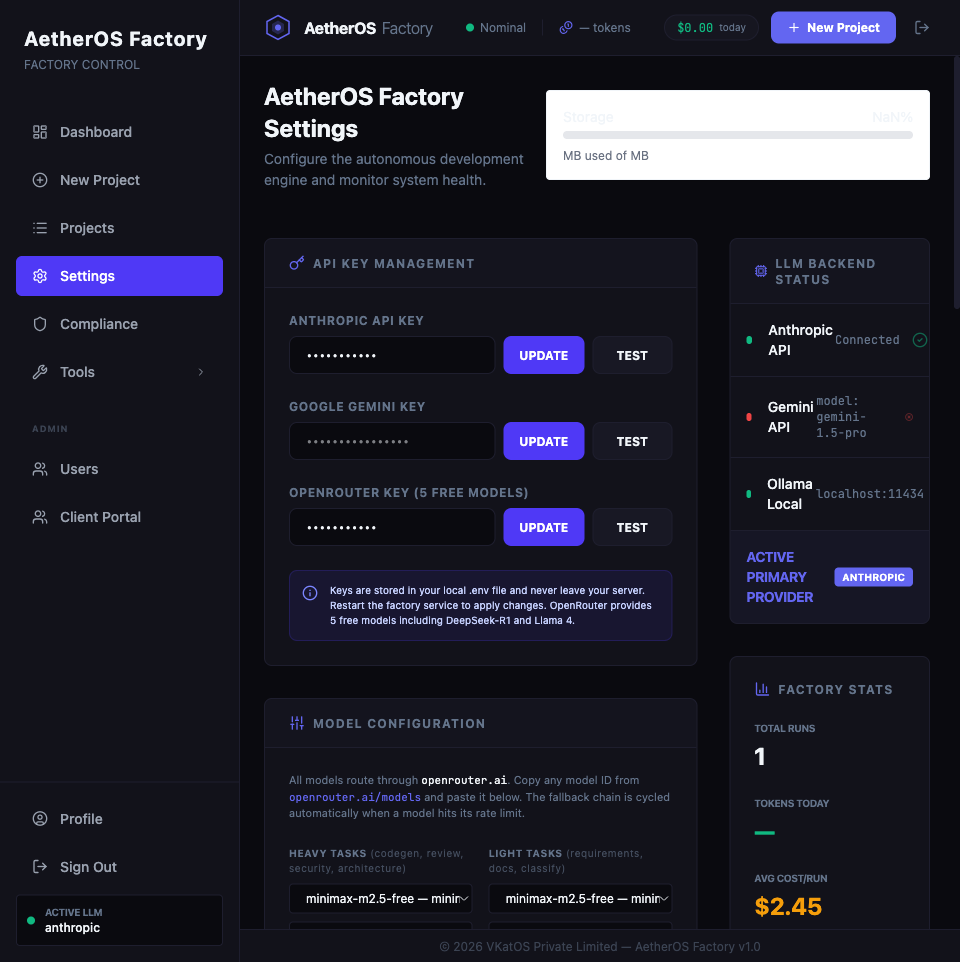 AetherOS Factory
FACTORY CONTROL
Dashboard
New Project
Projects
Settings
Compliance
Tools
ADMIN
Users
Client Portal
Profile
Sign Out
ACTIVE LLM
anthropic
AetherOS Factory
Nominal
— tokens
$0.00 today
+ New Project
AetherOS Factory
Settings
Configure the autonomous development
engine and monitor system health.
Storage NaN%
MB used of MB
API KEY MANAGEMENT
ANTHROPIC API KEY
•••••••••••
UPDATE
TEST
GOOGLE GEMINI KEY
••••••••••••••••
UPDATE
TEST
OPENROUTER KEY (5 FREE MODELS)
•••••••••••
UPDATE
TEST
Keys are stored in your local .env file and never leave your server.
Restart the factory service to apply changes. OpenRouter provides
5 free models including DeepSeek-R1 and Llama 4.
MODEL CONFIGURATION
All models route through openrouter.ai. Copy any model ID from
openrouter.ai/models and paste it below. The fallback chain is cycled
automatically when a model hits its rate limit.
HEAVY TASKS (codegen, review,
security, architecture)
minimax-m2.5-free — minim
LIGHT TASKS (requirements,
docs, classify)
minimax-m2.5-free — minim
LLM BACKEND
STATUS
Anthropic
API
Connected
Gemini
API
model:
gemini-
1.5-pro
Ollama
Local
localhost:11434
ACTIVE
PRIMARY
PROVIDER
ANTHROPIC
FACTORY STATS
TOTAL RUNS
1
TOKENS TODAY
—
AVG COST/RUN
$2.45
© 2026 VKatOS Private Limited — AetherOS Factory v1.0